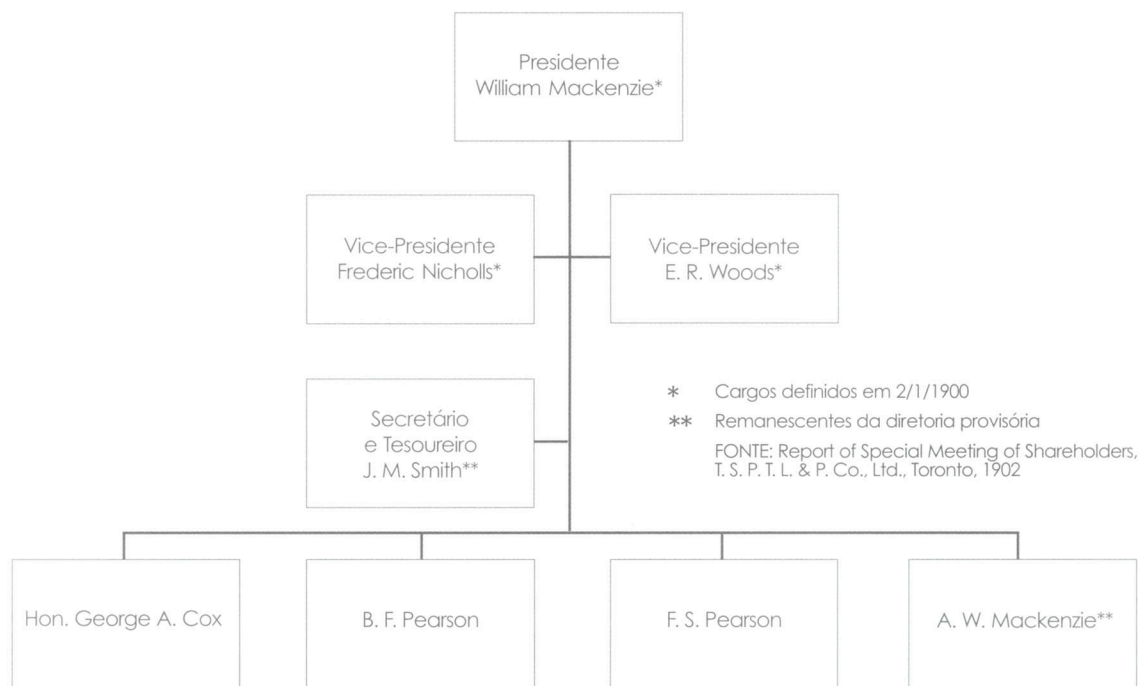 Presidente
William Mackenzie*
Vice-Presidente
Frederic Nicholls*
Vice-Presidente
E. R. Woods*
Secretário
e Tesoureiro
J. M. Smith**
* Cargos definidos em 2/1/1900
** Remanescentes da diretoria provisória
FONTE: Report of Special Meeting of Shareholders,
T. S. P. T. L. & P. Co., Ltd., Toronto, 1902
Hon. George A. Cox
B. F. Pearson
F. S. Pearson
A. W. Mackenzie**